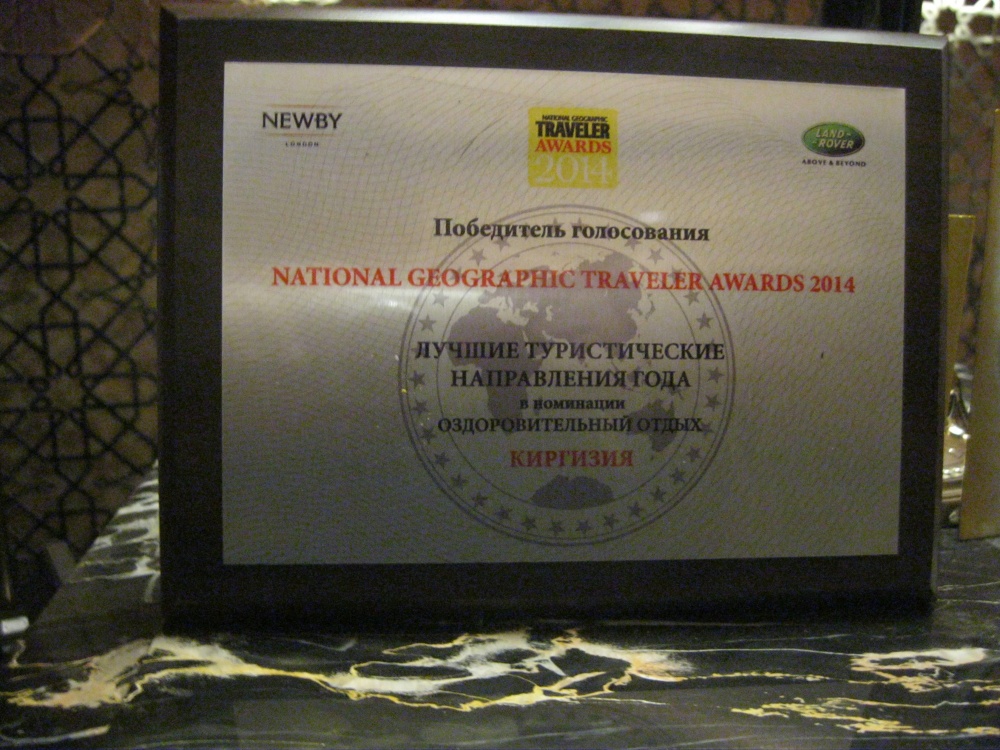 NEWBY
LONDON
NATIONAL GEOGRAPHIC
TRAVELER
AWARDS
2014
LAND-
ROVER
ABOVE & BEYOND
Победитель голосования
NATIONAL GEOGRAPHIC TRAVELER AWARDS 2014
ЛУЧШИЕ ТУРИСТИЧЕСКИЕ
НАПРАВЛЕНИЯ ГОДА
в номинации
ОЗДОРОВИТЕЛЬНЫЙ ОТДЫХ
КИРГИЗИЯ